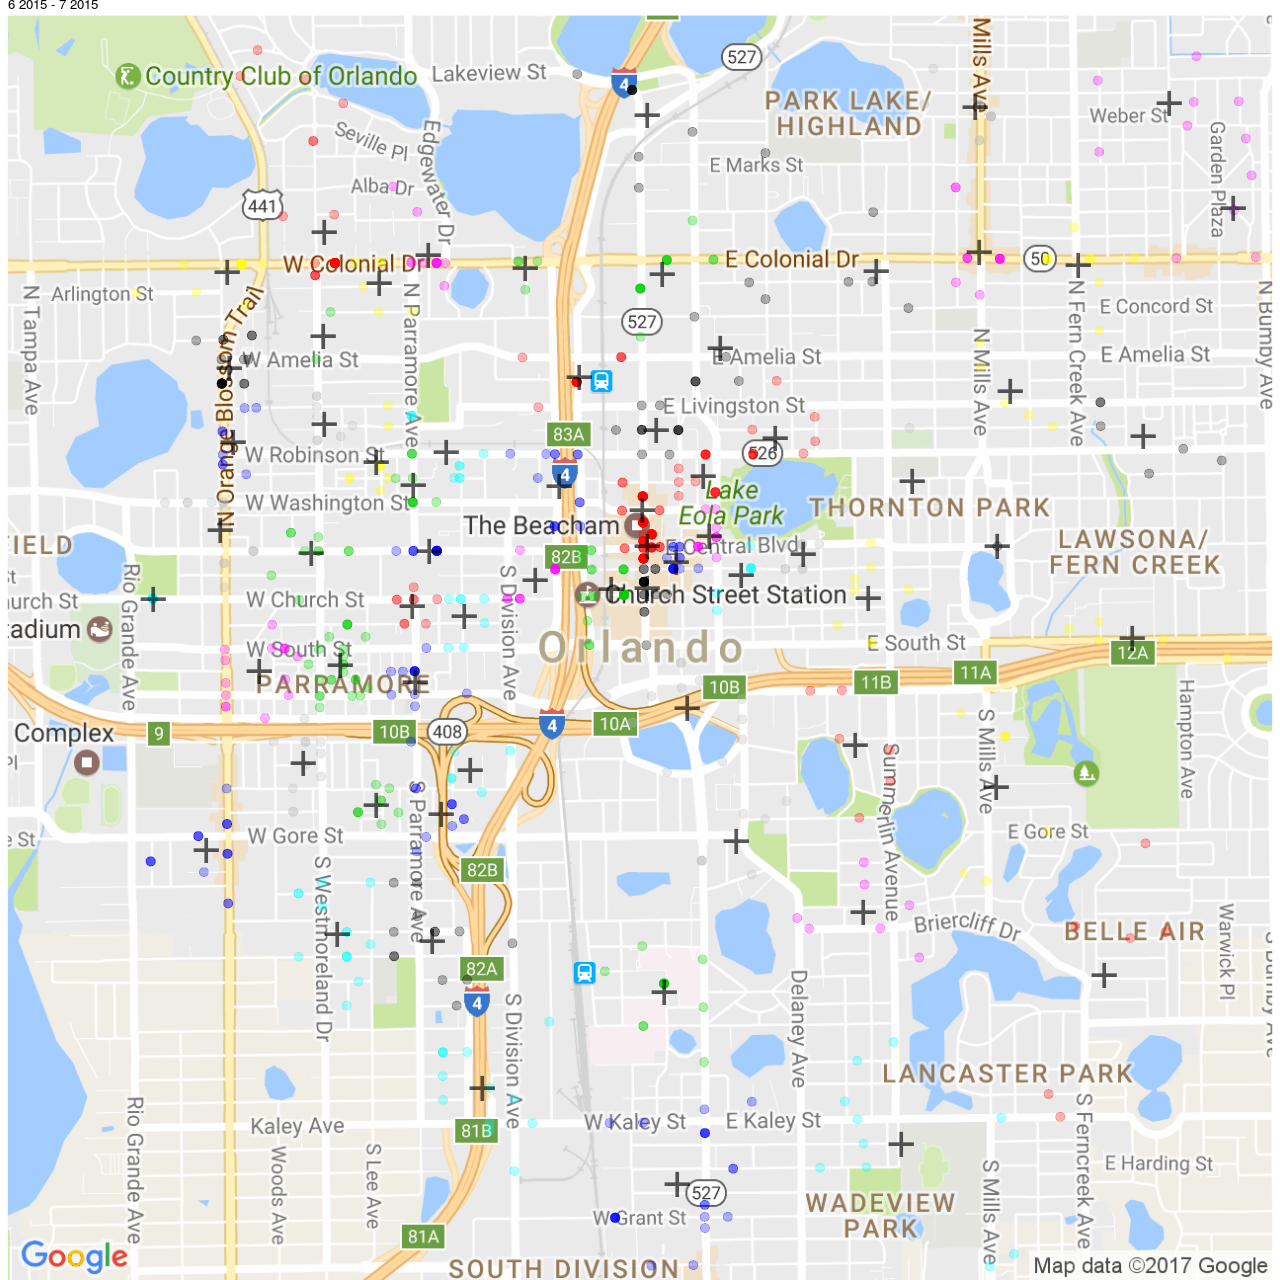 6 2015 - 7 2015
527
Mills Ave
Country Club of Orlando
Lakeview St
4
PARK LAKE/
HIGHLAND
Weber St
Seville Pl
Edgewater Dr
E Marks St
Garden Plaza
Alba Dr
441
W Colonial Dr
E Colonial Dr
50
Arlington St
N Tampa Ave
N Orange Blossom Trail
N Parramore Ave
527
E Concord St
N Mills Ave
N Fern Creek Ave
N Bumby Ave
W Amelia St
E Amelia St
E Amelia St
E Livingston St
83A
W Robinson St
526
4
W Washington St
Lake
Eola Park
THORNTON PARK
The Beacham
FIELD
82B
E Central Blvd
LAWSONA/
FERN CREEK
Rio Grande Ave
S Division Ave
W Church St
Church Street Station
W South St
Orlando
E South St
12A
PARRAMORE
10B
11B
11A
Complex
9
10B
408
4
10A
S Mills Ave
Hampton Ave
Summerlin Avenue
S Parramore Ave
W Gore St
E Gore St
82B
S Westmoreland Dr
Briercliff Dr
BELLE AIR
Warwick Pl
S Bumby Ave
82A
4
S Division Ave
Delaney Ave
LANCASTER PARK
Rio Grande Ave
Kaley Ave
81B
W Kaley St
E Kaley St
S Ferncreek Ave
Woods Ave
S Lee Ave
S Mills Ave
E Harding St
527
WADEVIEW
PARK
W Grant St
81A
Google
SOUTH DIVISION
Map data ©2017 Google